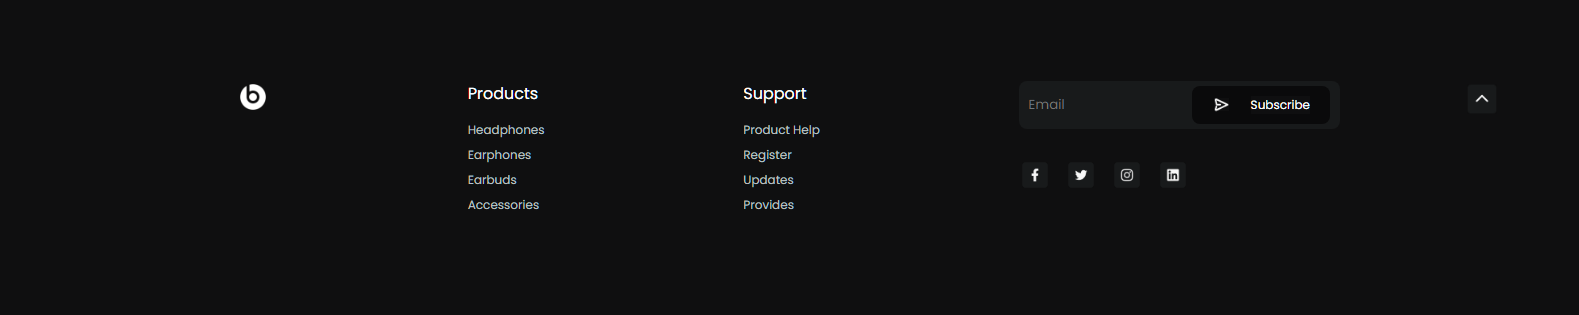 Products
Headphones
Earphones
Earbuds
Accessories
Support
Product Help
Register
Updates
Provides
Email
Subscribe